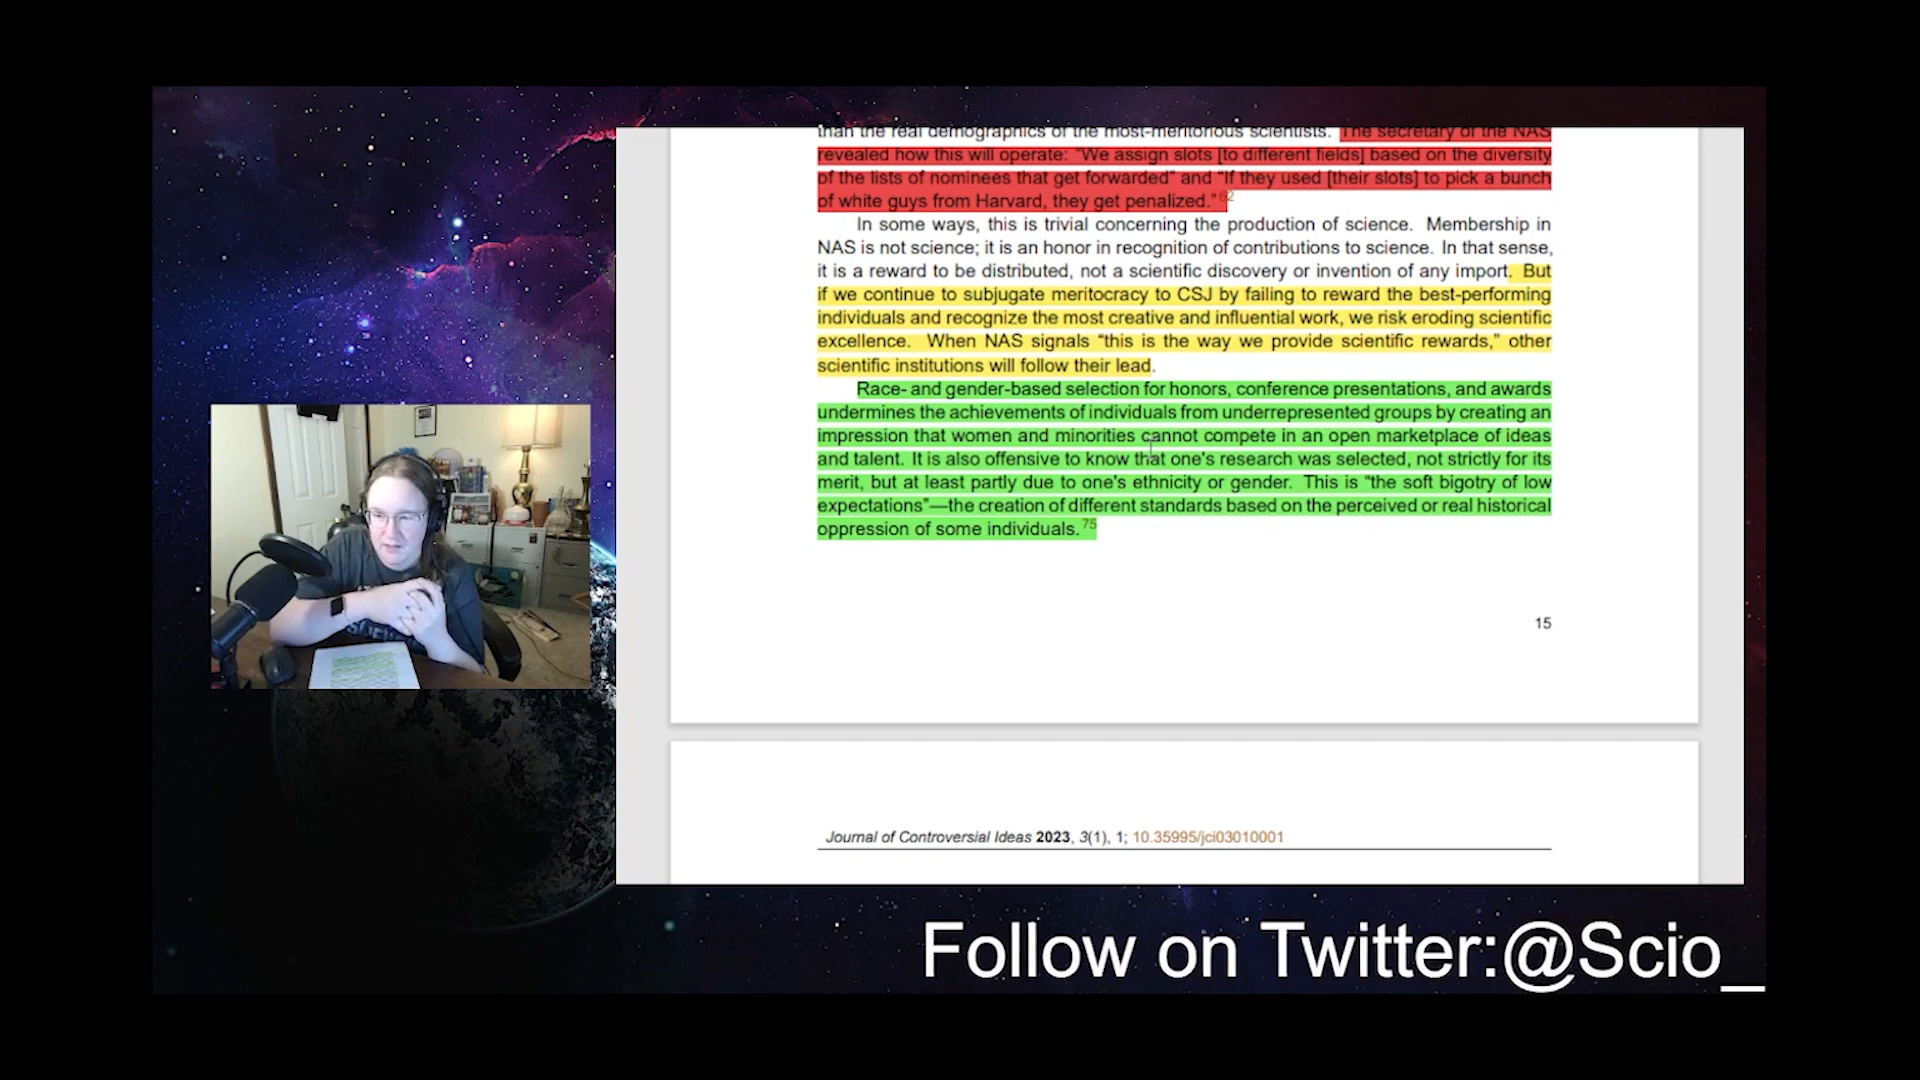 than the real demographics of the most-meritorious scientists. The secretary of the NAS
revealed how this will operate: “We assign slots [to different fields] based on the diversity
of the lists of nominees that get forwarded” and “If they used [their slots] to pick a bunch
of white guys from Harvard, they get penalized.”62
In some ways, this is trivial concerning the production of science. Membership in
NAS is not science; it is an honor in recognition of contributions to science. In that sense,
it is a reward to be distributed, not a scientific discovery or invention of any import. But
if we continue to subjugate meritocracy to CSJ by failing to reward the best-performing
individuals and recognize the most creative and influential work, we risk eroding scientific
excellence. When NAS signals “this is the way we provide scientific rewards,” other
scientific institutions will follow their lead.
Race- and gender-based selection for honors, conference presentations, and awards
undermines the achievements of individuals from underrepresented groups by creating an
impression that women and minorities cannot compete in an open marketplace of ideas
and talent. It is also offensive to know that one's research was selected, not strictly for its
merit, but at least partly due to one's ethnicity or gender. This is “the soft bigotry of low
expectations”—the creation of different standards based on the perceived or real historical
oppression of some individuals.75
15
Journal of Controversial Ideas 2023, 3(1), 1; 10.35995/jci03010001
Follow on Twitter:@Scio_